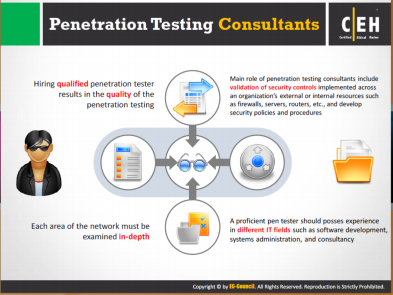 Penetration Testing Consultants
C|EH
Certified Ethical Hacker
Hiring qualified penetration tester
results in the quality of the
penetration testing
Main role of penetration testing consultants include
validation of security controls implemented across
an organization's external or internal resources such
as firewalls, servers, routers, etc., and develop
security policies and procedures
Each area of the network must be
examined in-depth
A proficient pen tester should posses experience
in different IT fields such as software development,
systems administration, and consultancy
Copyright © by EC-Council. All Rights Reserved. Reproduction is Strictly Prohibited.